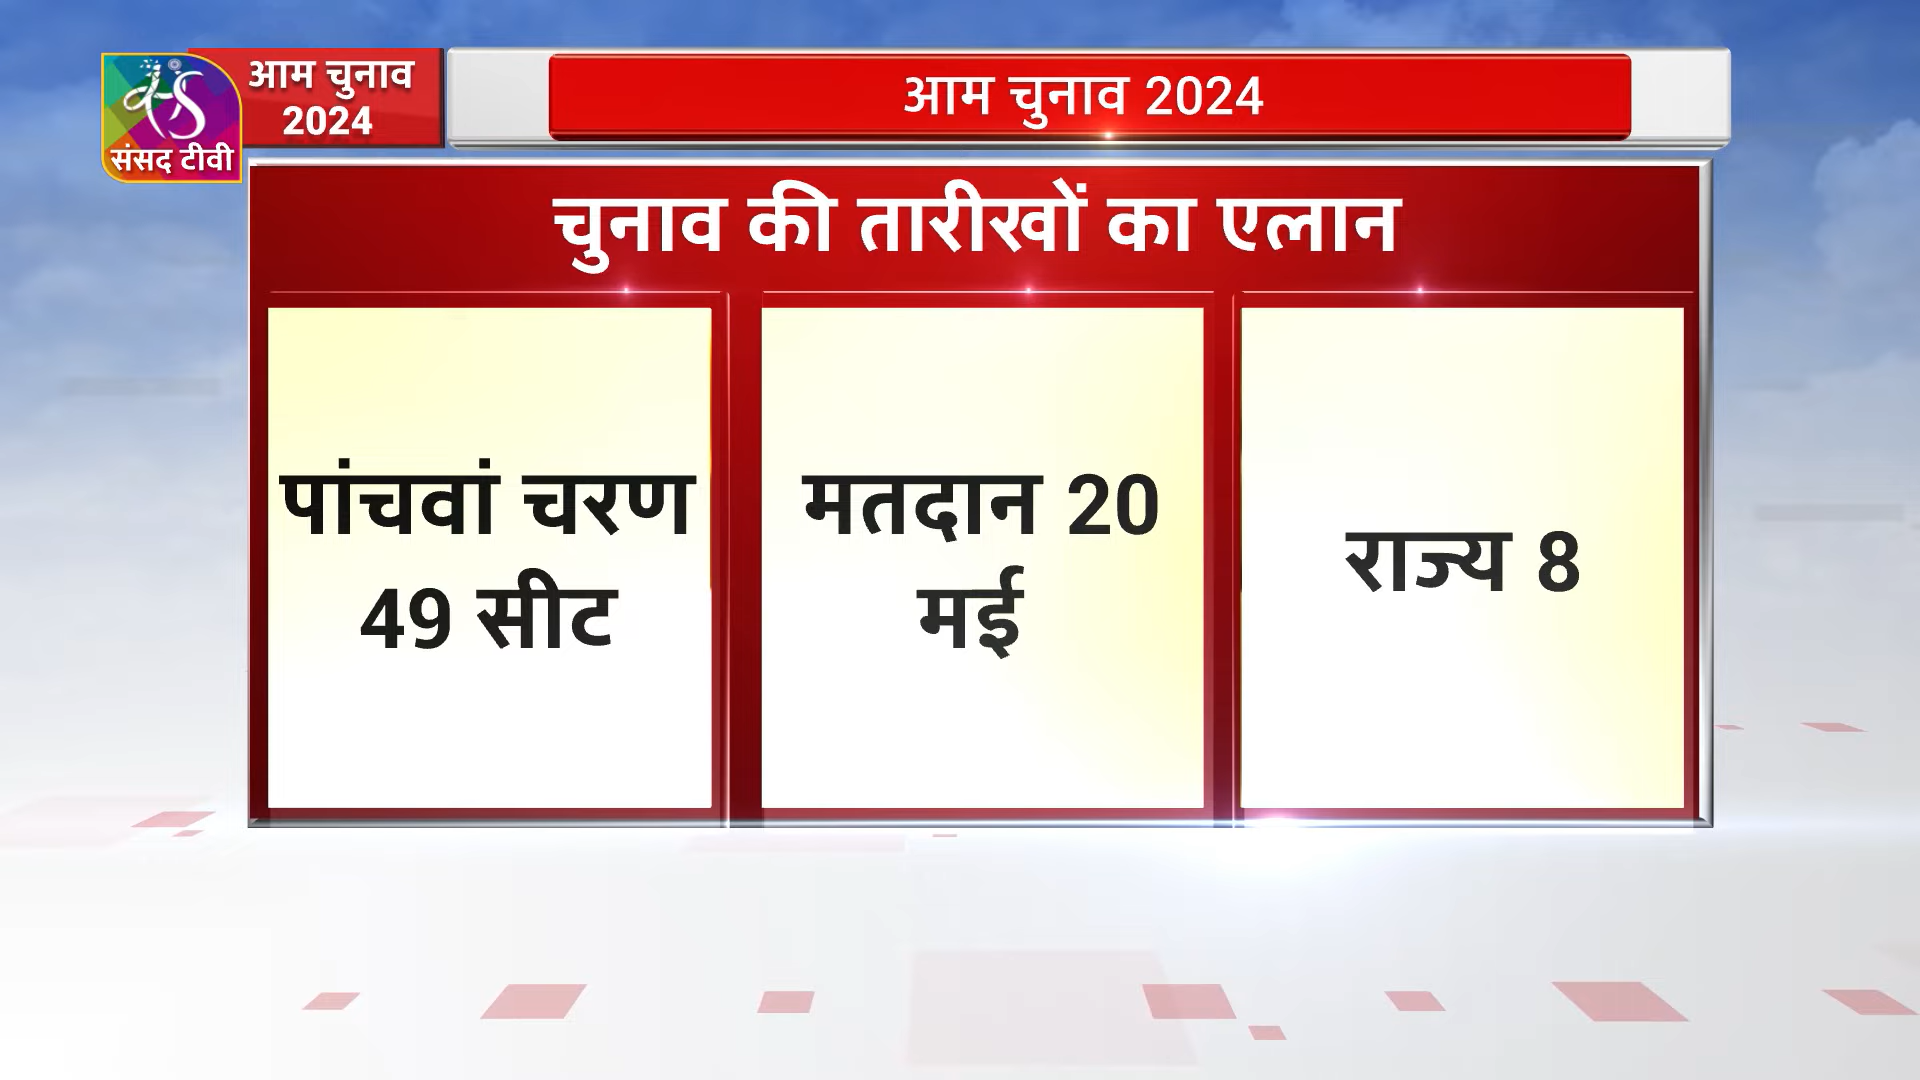 आम चुनाव
2024
संसद टीवी
आम चुनाव 2024
चुनाव की तारीखों का एलान
पांचवां चरण
49 सीट
मतदान 20
मई
राज्य 8